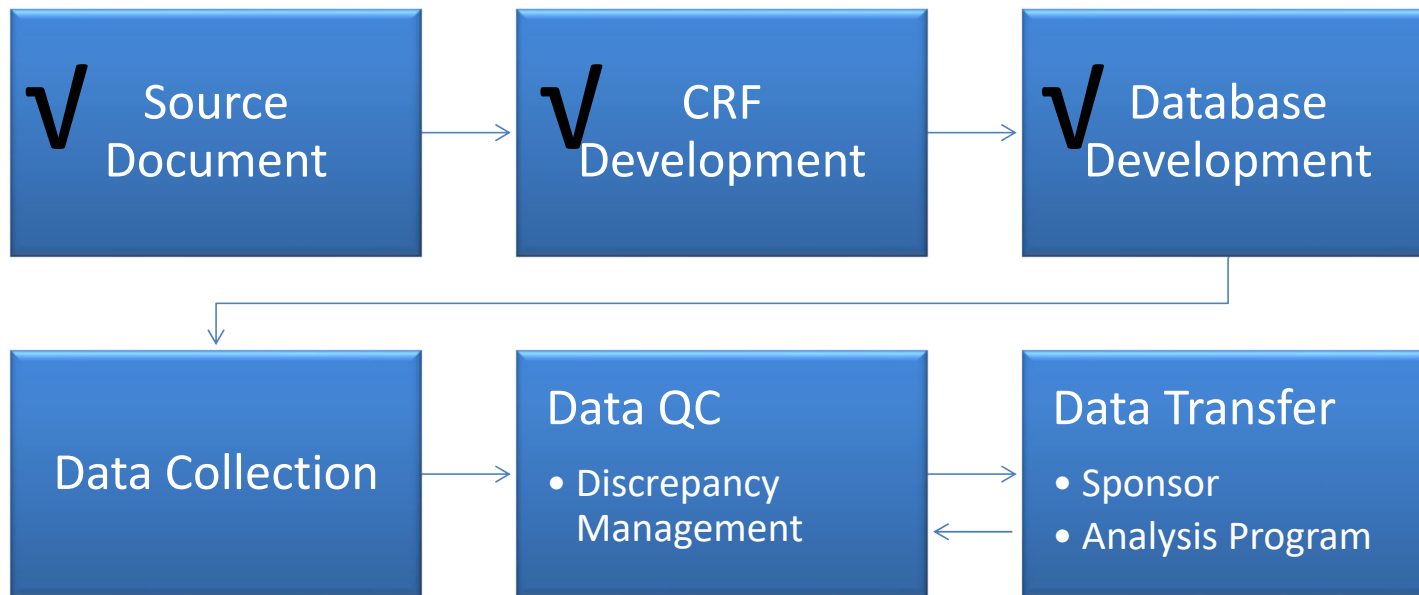 √ Source
Document
√ CRF
Development
√ Database
Development
Data Collection
Data QC
• Discrepancy
Management
Data Transfer
• Sponsor
• Analysis Program